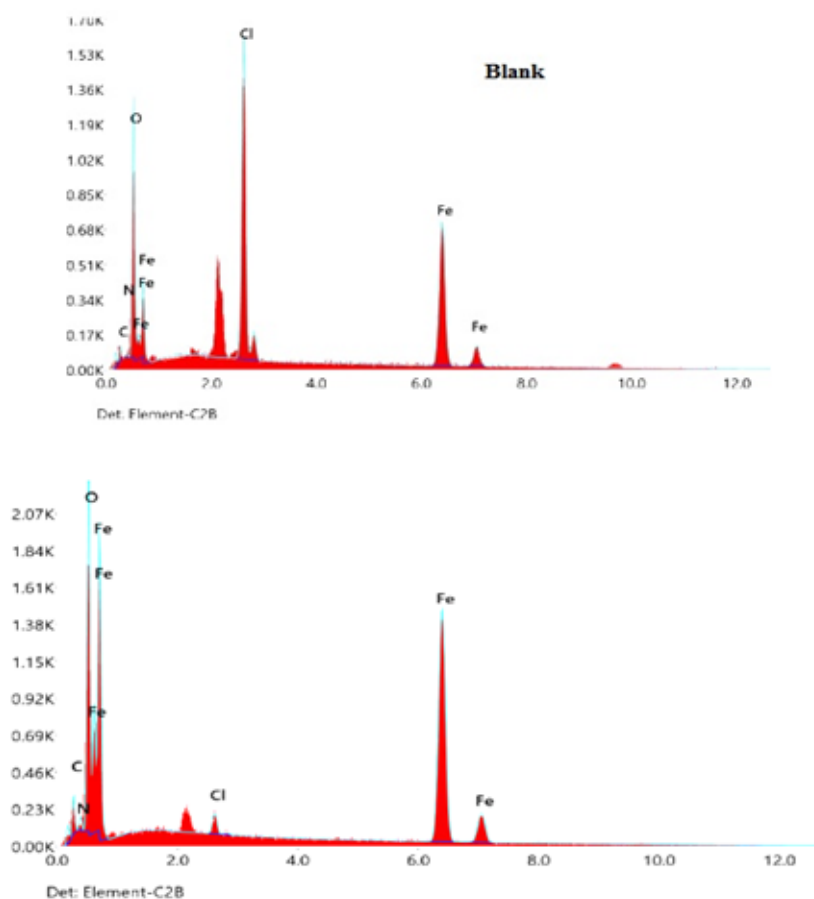 1.70K
Cl
1.53K
Blank
1.36K
O
1.19K
1.02K
0.85K
0.68K
Fe
Fe
0.51K
Fe
N
0.34K
Fe
Fe
0.17K
C
0.00K
0.0 2.0 4.0 6.0 8.0 10.0 12.0
Det: Element-C2B
O
2.07K
Fe
1.84K
Fe
1.61K
Fe
1.38K
1.15K
0.92K
Fe
0.69K
C
0.46K
N Cl Fe
0.23K
0.00K
0.0 2.0 4.0 6.0 8.0 10.0 12.0
Det: Element-C2B